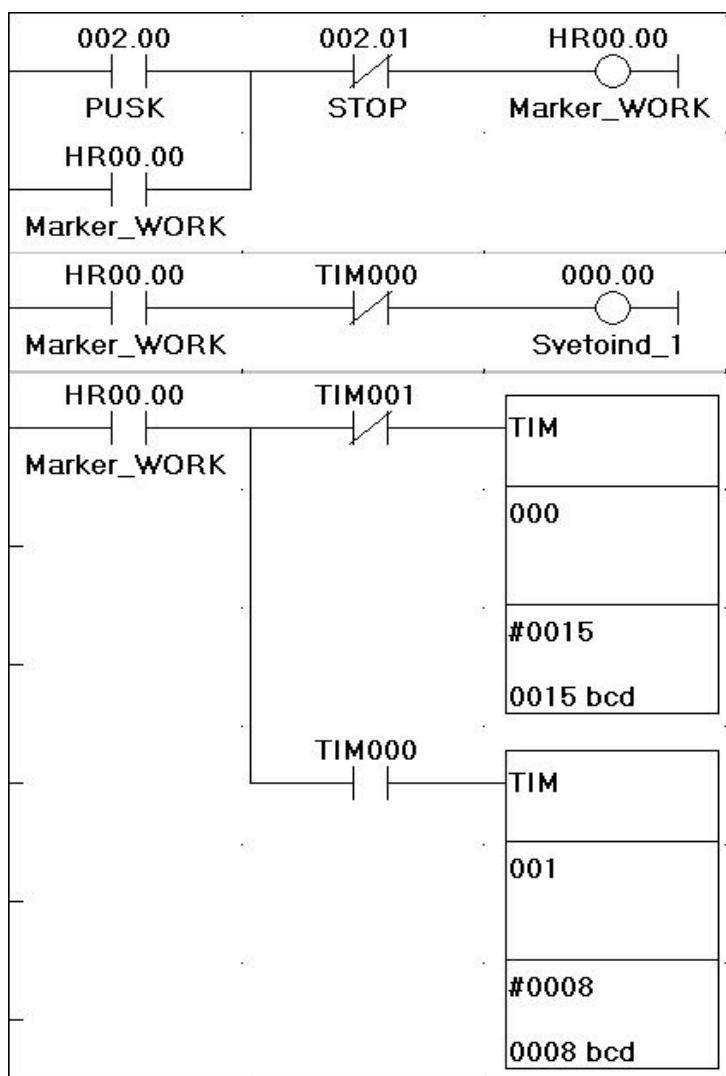 002.00 002.01 HR00.00
PUSK STOP Marker_WORK
HR00.00
Marker_WORK
HR00.00 TIM000 000.00
Marker_WORK Svetoind_1
HR00.00 TIM001
TIM
Marker_WORK
000
#0015
0015 bcd
TIM000
TIM
001
#0008
0008 bcd